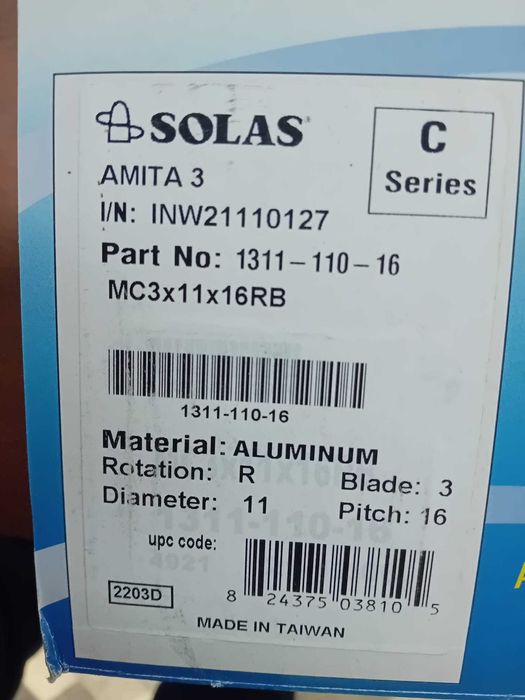 SOLAS
C
Series
AMITA 3
I/N: INW21110127
Part No: 1311-110-16
MC3x11x16RB
1311-110-16
Material: ALUMINUM
Rotation: R
Blade: 3
Diameter: 11
Pitch: 16
upc code:
8 24375 03810 5
2203D
MADE IN TAIWAN